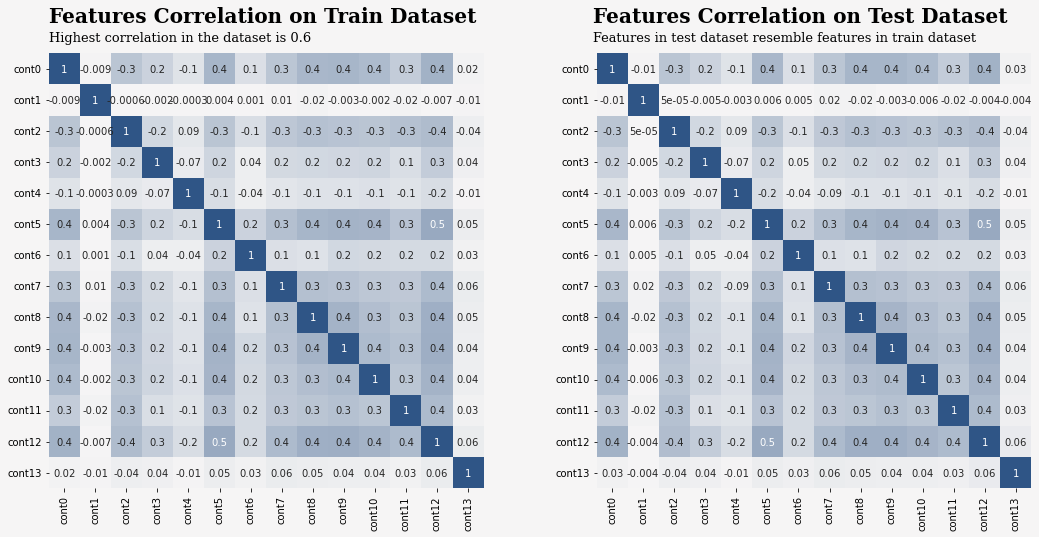 Features Correlation on Train Dataset
Highest correlation in the dataset is 0.6
cont0 1 -0.009 -0.3 0.2 -0.1 0.4 0.1 0.3 0.4 0.4 0.4 0.3 0.4 0.02
cont1 -0.009 1 -0.0006 -0.002 -0.0003 0.004 0.001 0.01 -0.02 -0.003 -0.002 -0.02 -0.007 -0.01
cont2 -0.3 -0.0006 1 -0.2 0.09 -0.3 -0.1 -0.3 -0.3 -0.3 -0.3 -0.3 -0.4 -0.04
cont3 0.2 -0.002 -0.2 1 -0.07 0.2 0.04 0.2 0.2 0.2 0.2 0.1 0.3 0.04
cont4 -0.1 -0.0003 0.09 -0.07 1 -0.1 -0.04 -0.1 -0.1 -0.1 -0.1 -0.1 -0.2 -0.01
cont5 0.4 0.004 -0.3 0.2 -0.1 1 0.2 0.3 0.4 0.4 0.4 0.3 0.5 0.05
cont6 0.1 0.001 -0.1 0.04 -0.04 0.2 1 0.1 0.1 0.2 0.2 0.2 0.2 0.03
cont7 0.3 0.01 -0.3 0.2 -0.1 0.3 0.1 1 0.3 0.3 0.3 0.3 0.4 0.06
cont8 0.4 -0.02 -0.3 0.2 -0.1 0.4 0.1 0.3 1 0.4 0.3 0.3 0.4 0.05
cont9 0.4 -0.003 -0.3 0.2 -0.1 0.4 0.2 0.3 0.4 1 0.4 0.3 0.4 0.04
cont10 0.4 -0.002 -0.3 0.2 -0.1 0.4 0.2 0.3 0.3 0.4 1 0.3 0.4 0.04
cont11 0.3 -0.02 -0.3 0.1 -0.1 0.3 0.2 0.3 0.3 0.3 0.3 1 0.4 0.03
cont12 0.4 -0.007 -0.4 0.3 -0.2 0.5 0.2 0.4 0.4 0.4 0.4 0.4 1 0.06
cont13 0.02 -0.01 -0.04 0.04 -0.01 0.05 0.03 0.06 0.05 0.04 0.04 0.03 0.06 1
cont0 cont1 cont2 cont3 cont4 cont5 cont6 cont7 cont8 cont9 cont10 cont11 cont12 cont13
Features Correlation on Test Dataset
Features in test dataset resemble features in train dataset
cont0 1 -0.01 -0.3 0.2 -0.1 0.4 0.1 0.3 0.4 0.4 0.4 0.3 0.4 0.03
cont1 -0.01 1 5e-05 -0.005 -0.003 0.006 0.005 0.02 -0.02 -0.003 -0.006 -0.02 -0.004 -0.004
cont2 -0.3 5e-05 1 -0.2 0.09 -0.3 -0.1 -0.3 -0.3 -0.3 -0.3 -0.3 -0.4 -0.04
cont3 0.2 -0.005 -0.2 1 -0.07 0.2 0.05 0.2 0.2 0.2 0.2 0.1 0.3 0.04
cont4 -0.1 -0.003 0.09 -0.07 1 -0.2 -0.04 -0.09 -0.1 -0.1 -0.1 -0.1 -0.2 -0.01
cont5 0.4 0.006 -0.3 0.2 -0.2 1 0.2 0.3 0.4 0.4 0.4 0.3 0.5 0.05
cont6 0.1 0.005 -0.1 0.05 -0.04 0.2 1 0.1 0.1 0.2 0.2 0.2 0.2 0.03
cont7 0.3 0.02 -0.3 0.2 -0.09 0.3 0.1 1 0.3 0.3 0.3 0.3 0.4 0.06
cont8 0.4 -0.02 -0.3 0.2 -0.1 0.4 0.1 0.3 1 0.4 0.3 0.3 0.4 0.05
cont9 0.4 -0.003 -0.3 0.2 -0.1 0.4 0.2 0.3 0.4 1 0.4 0.3 0.4 0.04
cont10 0.4 -0.006 -0.3 0.2 -0.1 0.4 0.2 0.3 0.3 0.4 1 0.3 0.4 0.04
cont11 0.3 -0.02 -0.3 0.1 -0.1 0.3 0.2 0.3 0.3 0.3 0.3 1 0.4 0.03
cont12 0.4 -0.004 -0.4 0.3 -0.2 0.5 0.2 0.4 0.4 0.4 0.4 0.4 1 0.06
cont13 0.03 -0.004 -0.04 0.04 -0.01 0.05 0.03 0.06 0.05 0.04 0.04 0.03 0.06 1
cont0 cont1 cont2 cont3 cont4 cont5 cont6 cont7 cont8 cont9 cont10 cont11 cont12 cont13